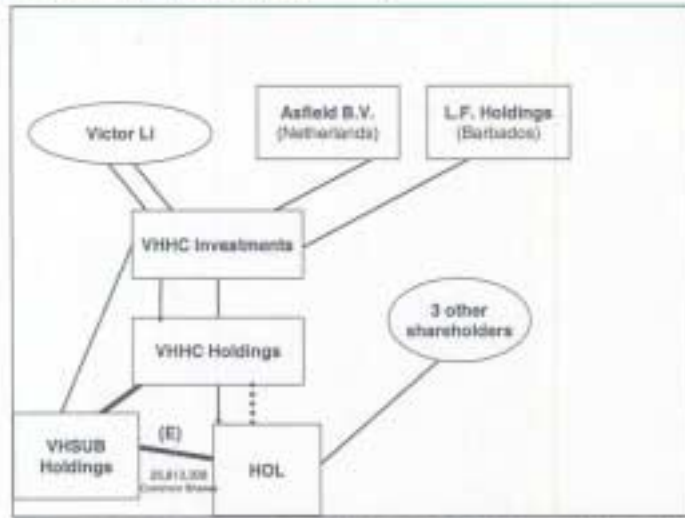 Victor LI
Asfield B.V.
(Netherlands)
L.F. Holdings
(Barbados)
VHHC Investments
3 other
shareholders
VHHC Holdings
VHSUB
Holdings
(E)
Common Shares
HOL